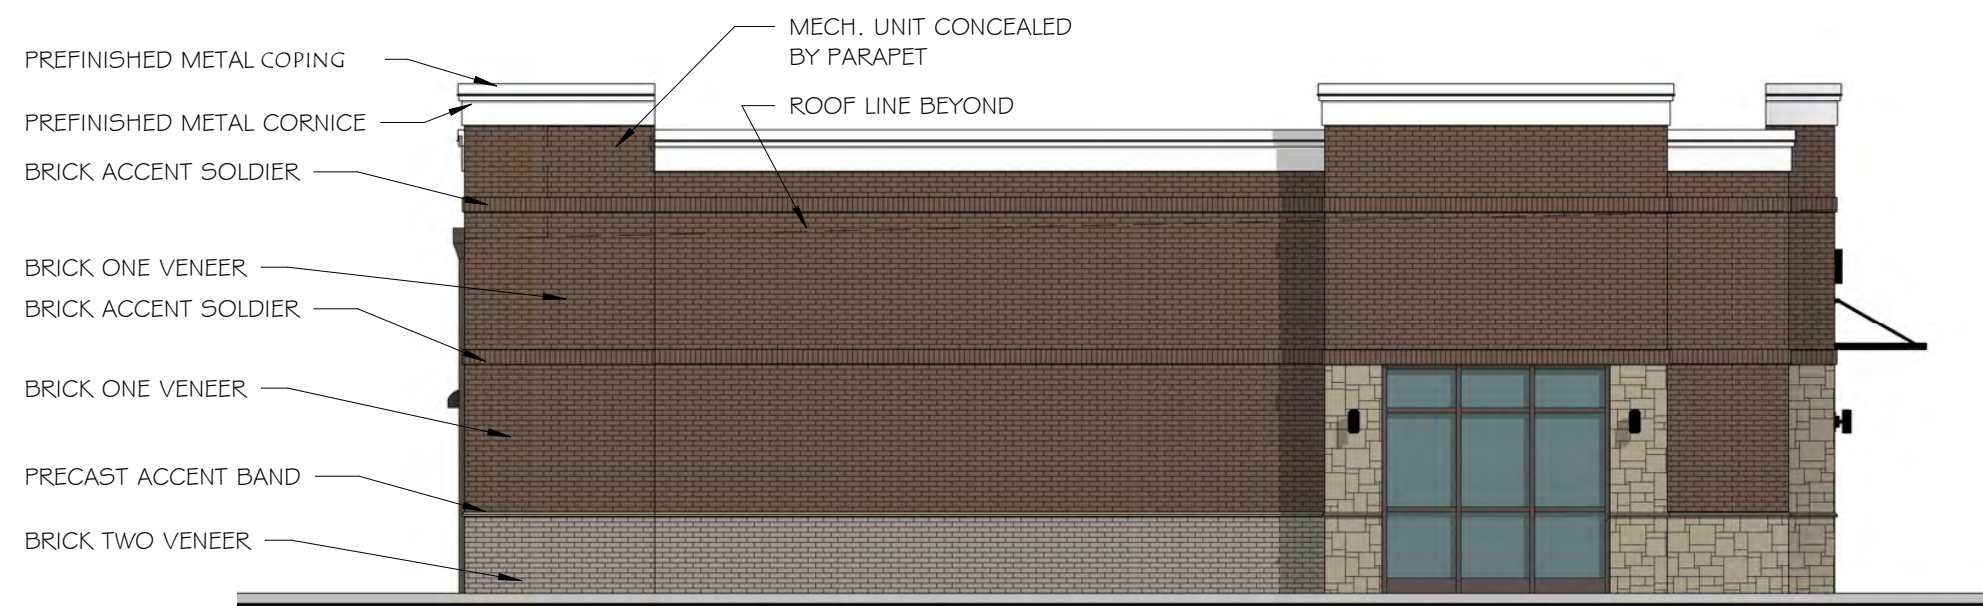 PREFINISHED METAL COPING
PREFINISHED METAL CORNICE
BRICK ACCENT SOLDIER
BRICK ONE VENEER
BRICK ACCENT SOLDIER
BRICK ONE VENEER
PRECAST ACCENT BAND
BRICK TWO VENEER
MECH. UNIT CONCEALED
BY PARAPET
ROOF LINE BEYOND